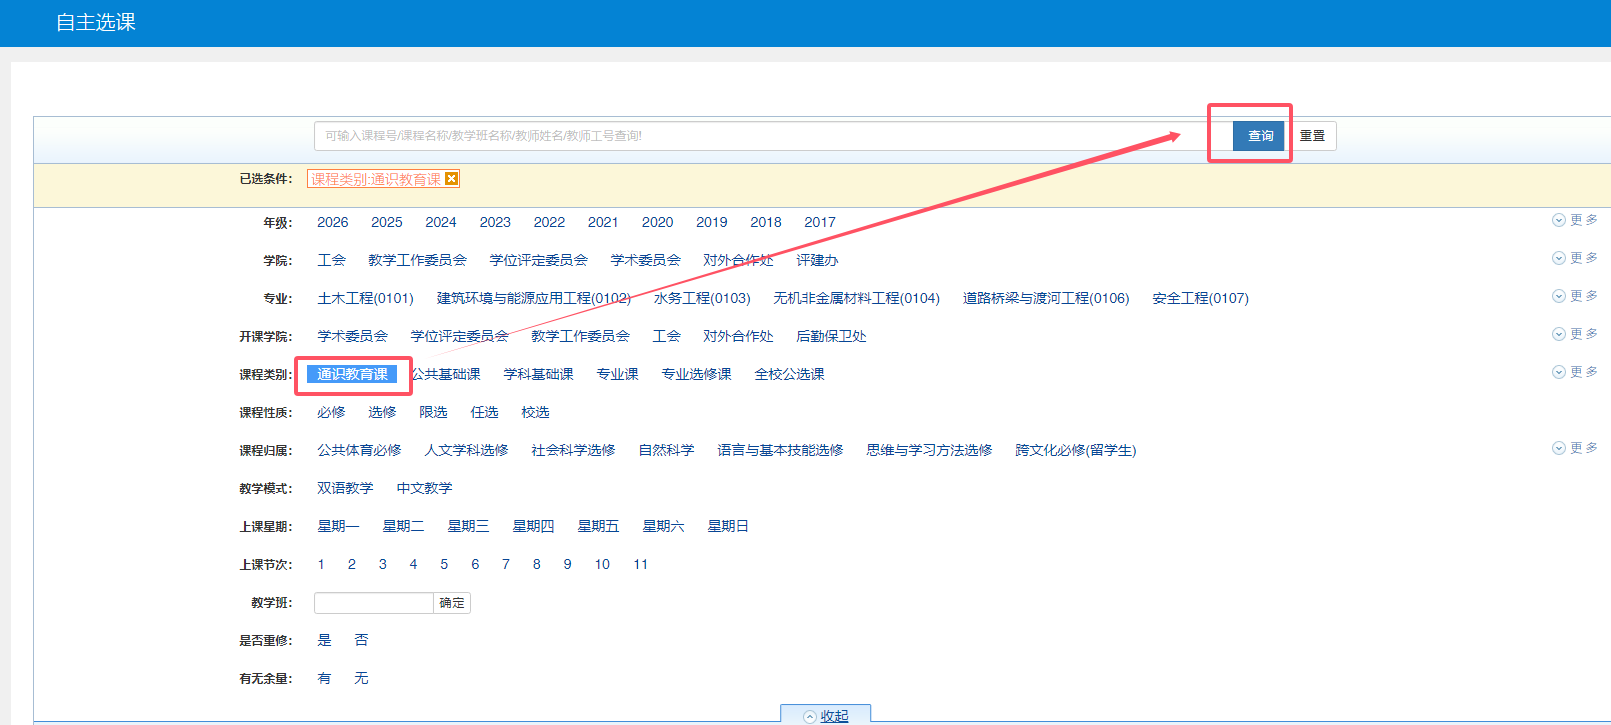 自主选课
可输入课程号/课程名称/教学班名称/教师姓名/教师工号查询! 查询 重置
已选条件： 课程类别:通识教育课
年级： 2026 2025 2024 2023 2022 2021 2020 2019 2018 2017 更多
学院： 工会 教学工作委员会 学位评定委员会 学术委员会 对外合作处 评建办 更多
专业： 土木工程(0101) 建筑环境与能源应用工程(0102) 水务工程(0103) 无机非金属材料工程(0104) 道路桥梁与渡河工程(0106) 安全工程(0107) 更多
开课学院： 学术委员会 学位评定委员会 教学工作委员会 工会 对外合作处 后勤保卫处 更多
课程类别： 通识教育课 公共基础课 学科基础课 专业课 专业选修课 全校公选课 更多
课程性质： 必修 选修 限选 任选 校选
课程归属： 公共体育必修 人文学科选修 社会科学选修 自然科学 语言与基本技能选修 思维与学习方法选修 跨文化必修(留学生) 更多
教学模式： 双语教学 中文教学
上课星期： 星期一 星期二 星期三 星期四 星期五 星期六 星期日
上课节次： 1 2 3 4 5 6 7 8 9 10 11
教学班： 确定
是否重修： 是 否
有无余量： 有 无
收起